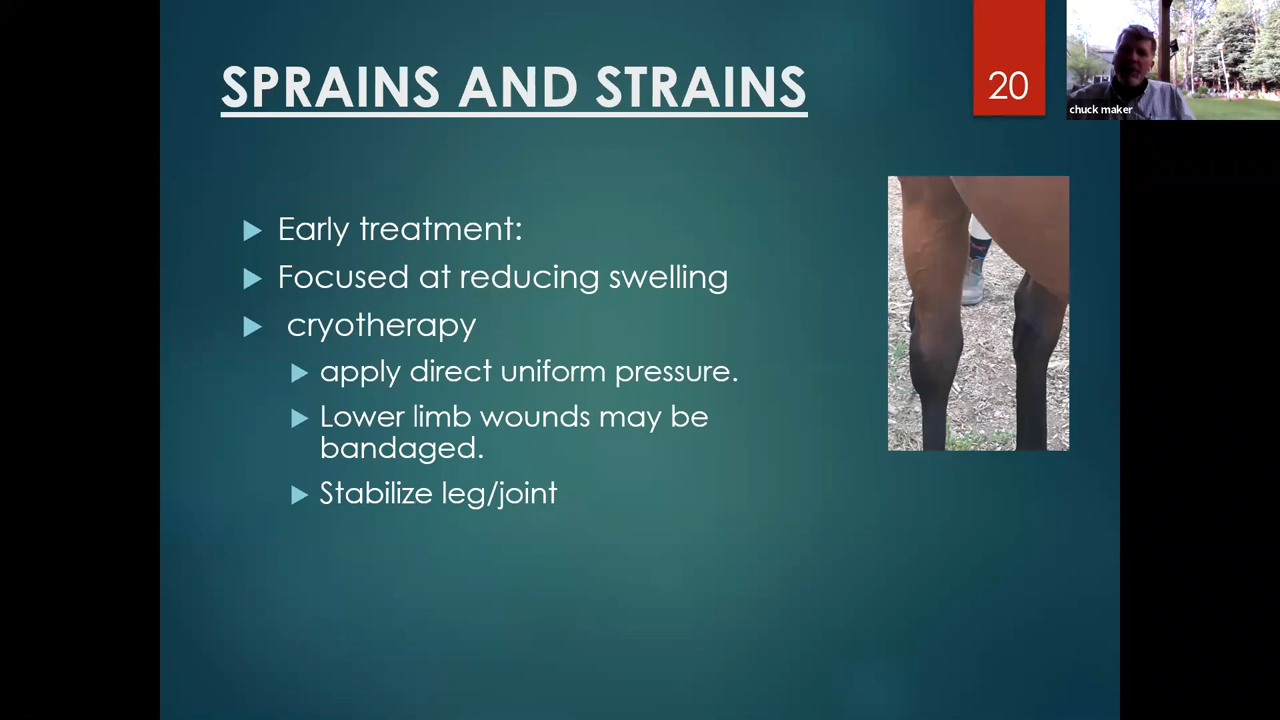 SPRAINS AND STRAINS
20
chuck maker
Early treatment:
Focused at reducing swelling
cryotherapy
apply direct uniform pressure.
Lower limb wounds may be
bandaged.
Stabilize leg/joint